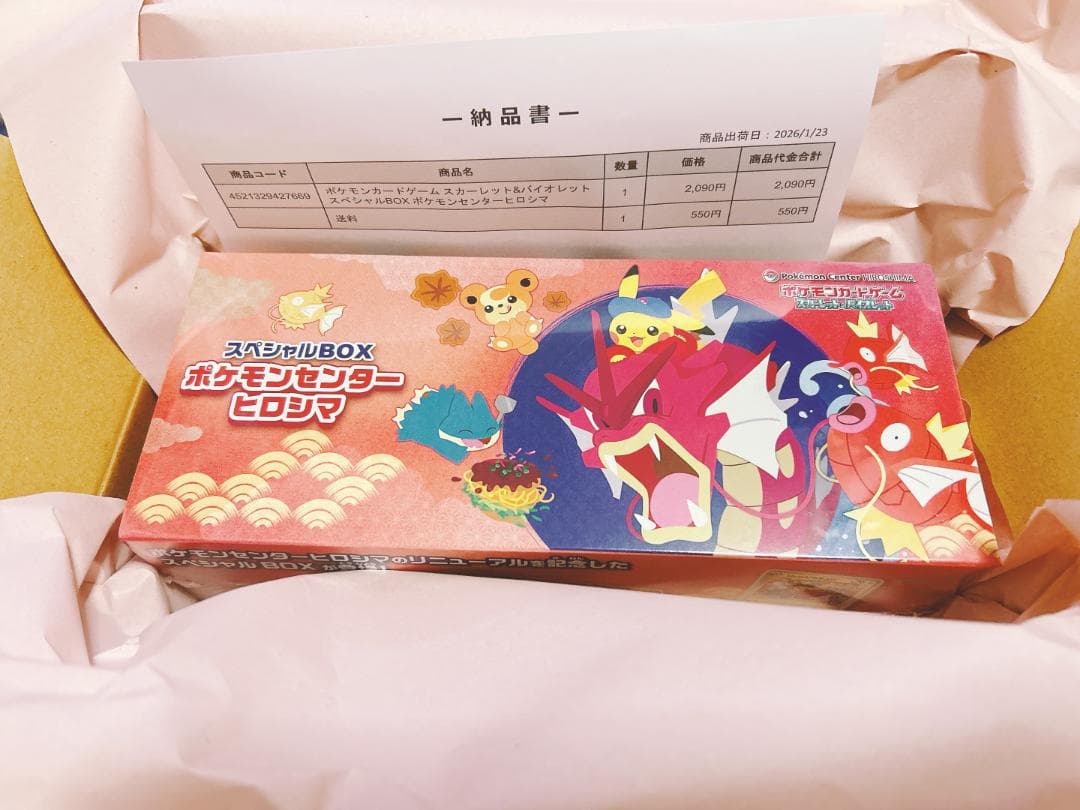 ー納品書ー
商品出荷日：2026/1/23
商品コード 商品名 数量 価格 商品代金合計
4521329427669 ポケモンカードゲーム スカーレット&バイオレット スペシャルBOX ポケモンセンターヒロシマ 1 2,090円 2,090円
送料 1 550円 550円
Pokémon Center HIROSHIMA
ポケモンカードゲーム
スカーレット&バイオレット
スペシャルBOX
ポケモンセンター
ヒロシマ
ポケモンセンターヒロシマのリニューアルを記念した
スペシャルBOXが